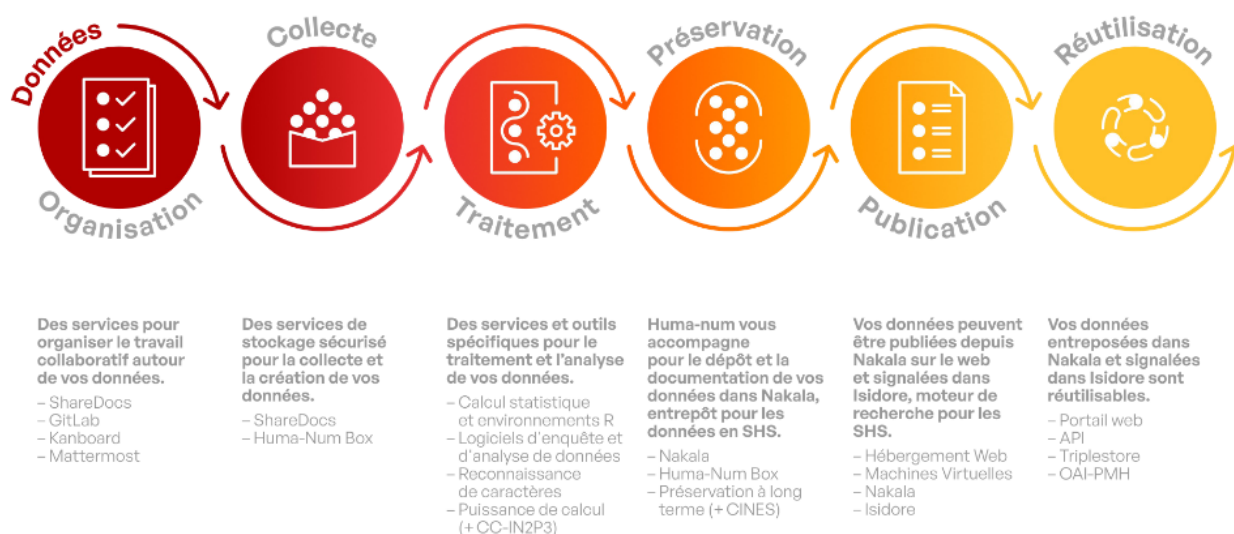 Données
Organisation
Collecte
Traitement
Préservation
Publication
Réutilisation
Des services pour
organiser le travail
collaboratif autour
de vos données.
– ShareDocs
– GitLab
– Kanboard
– Mattermost
Des services de
stockage sécurisé
pour la collecte et
la création de vos
données.
– ShareDocs
– Huma-Num Box
Des services et outils
spécifiques pour le
traitement et l'analyse
de vos données.
– Calcul statistique
et environnements R
– Logiciels d'enquête et
d'analyse de données
– Reconnaissance
de caractères
– Puissance de calcul
(+ CC-IN2P3)
Huma-num vous
accompagne
pour le dépôt et la
documentation de vos
données dans Nakala,
entrepôt pour les
données en SHS.
– Nakala
– Huma-Num Box
– Préservation à long
terme (+ CINES)
Vos données peuvent
être publiées depuis
Nakala sur le web
et signalées dans
Isidore, moteur de
recherche pour les
SHS.
– Hébergement Web
– Machines Virtuelles
– Nakala
– Isidore
Vos données
entreposées dans
Nakala et signalées
dans Isidore sont
réutilisables.
– Portail web
– API
– Triplestore
– OAI-PMH